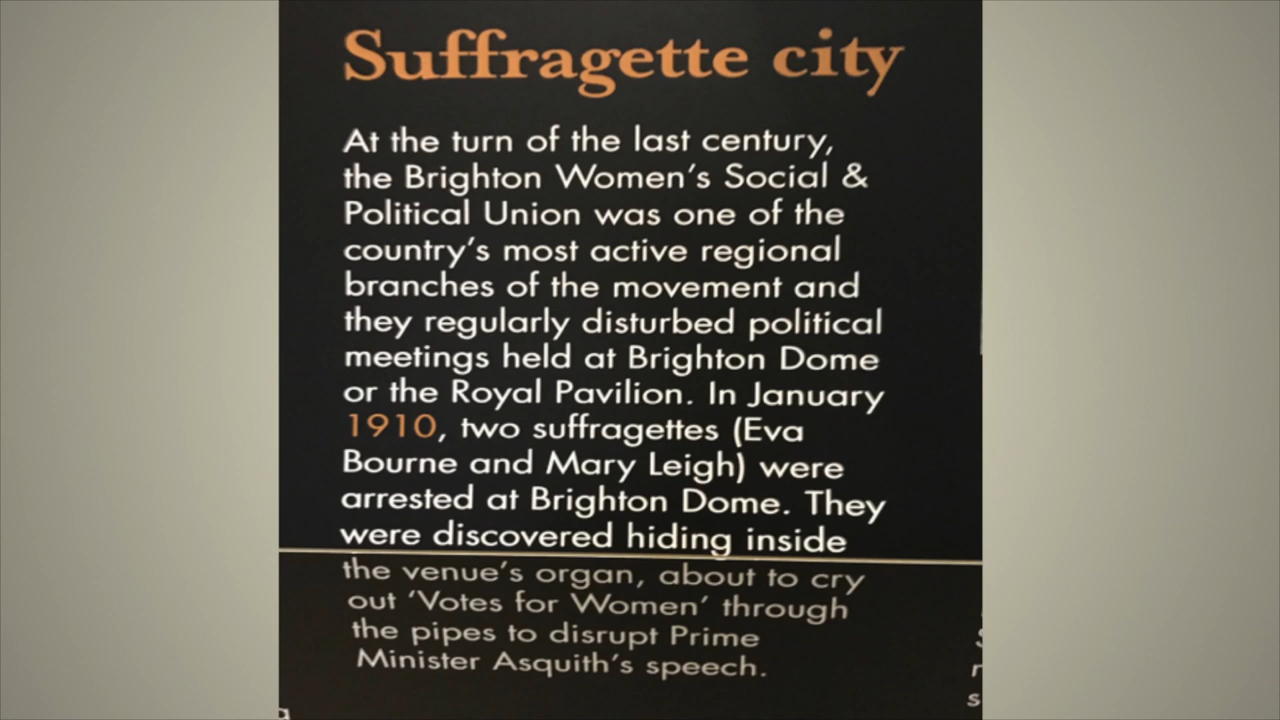 Suffragette city
At the turn of the last century,
the Brighton Women's Social &
Political Union was one of the
country's most active regional
branches of the movement and
they regularly disturbed political
meetings held at Brighton Dome
or the Royal Pavilion. In January
1910, two suffragettes (Eva
Bourne and Mary Leigh) were
arrested at Brighton Dome. They
were discovered hiding inside
the venue's organ, about to cry
out 'Votes for Women' through
the pipes to disrupt Prime
Minister Asquith's speech.